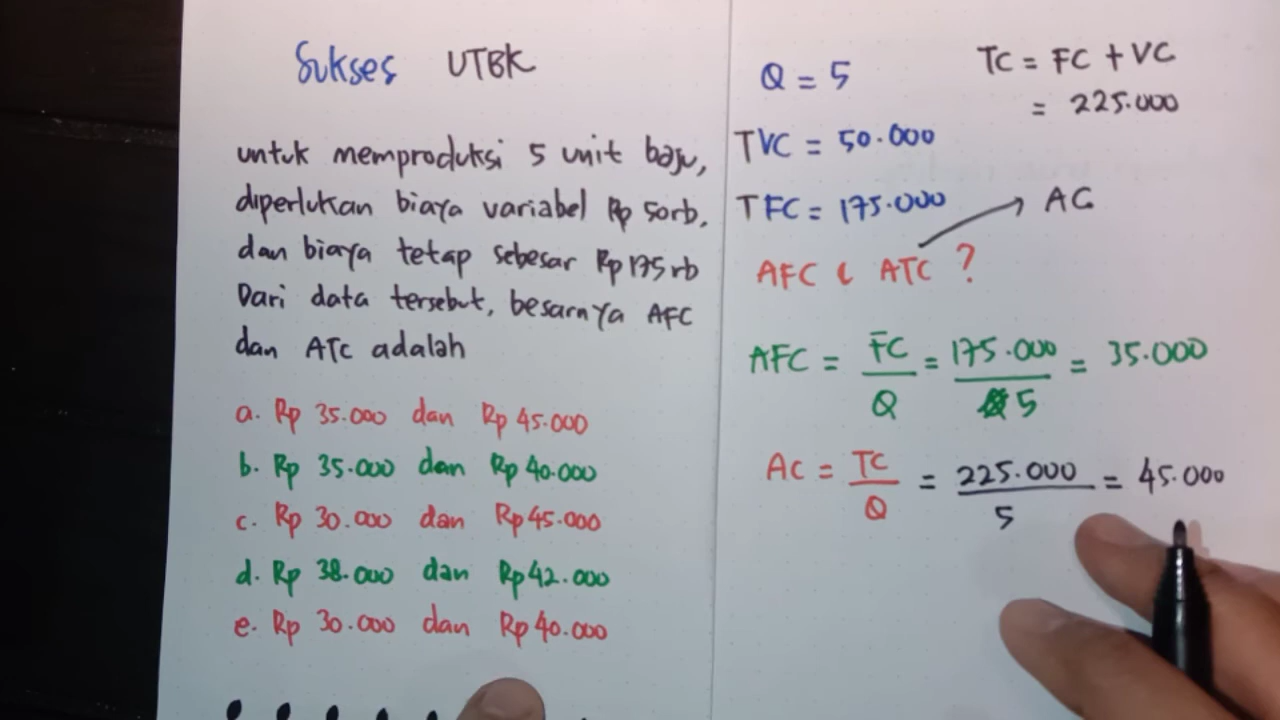 Sukses UTBK
untuk memproduksi 5 unit baju,
diperlukan biaya variabel Rp 50rb,
dan biaya tetap sebesar Rp 175 rb
Dari data tersebut, besarnya AFC
dan ATC adalah
a. Rp 35.000 dan Rp 45.000
b. Rp 35.000 dan Rp 40.000
c. Rp 30.000 dan Rp 45.000
d. Rp 38.000 dan Rp 42.000
e. Rp 30.000 dan Rp 40.000
Q = 5
TC = FC + VC
= 225.000
TVC = 50.000
TFC = 175.000
AC
AFC & ATC ?
AFC = FC/Q = 175.000/5 = 35.000
AC = TC/Q = 225.000/5 = 45.000